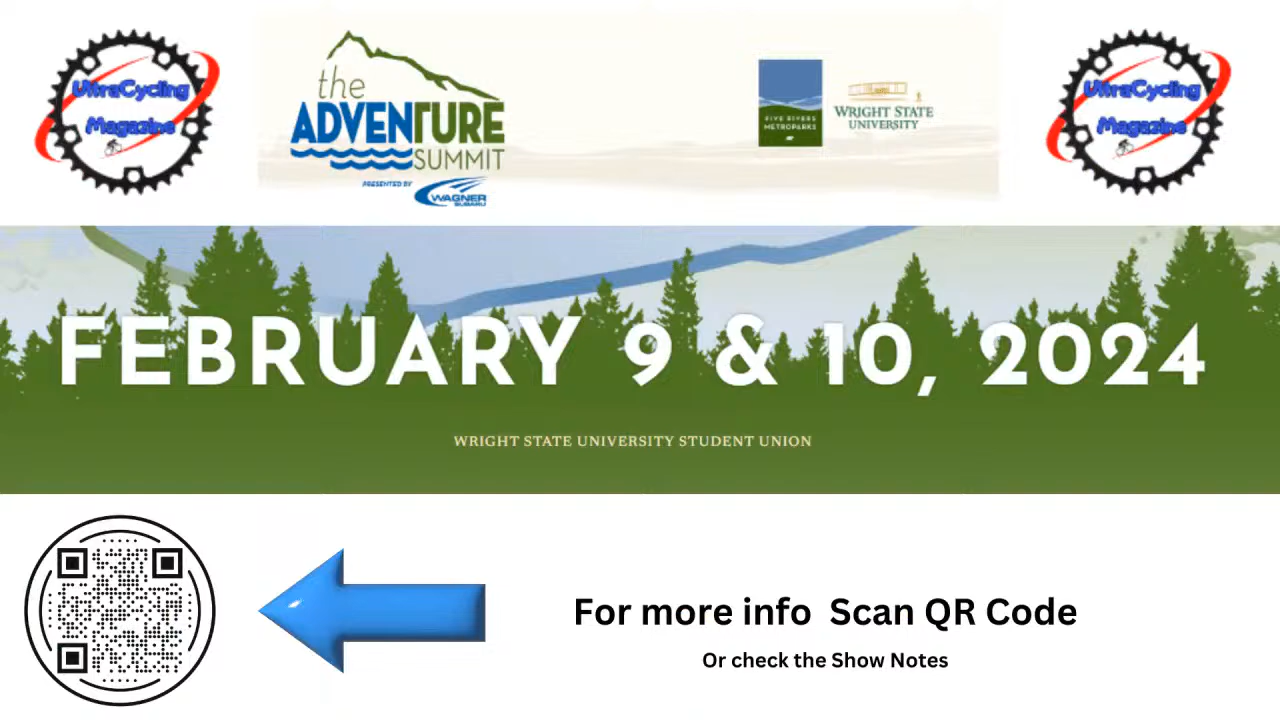 UltraCycling
Magazine
the
ADVENTURE
SUMMIT
PRESENTED BY
WAGNER
SUBARU
FIVE RIVERS
METROPARKS
WRIGHT STATE
UNIVERSITY
UltraCycling
Magazine
FEBRUARY 9 & 10, 2024
WRIGHT STATE UNIVERSITY STUDENT UNION
For more info Scan QR Code
Or check the Show Notes